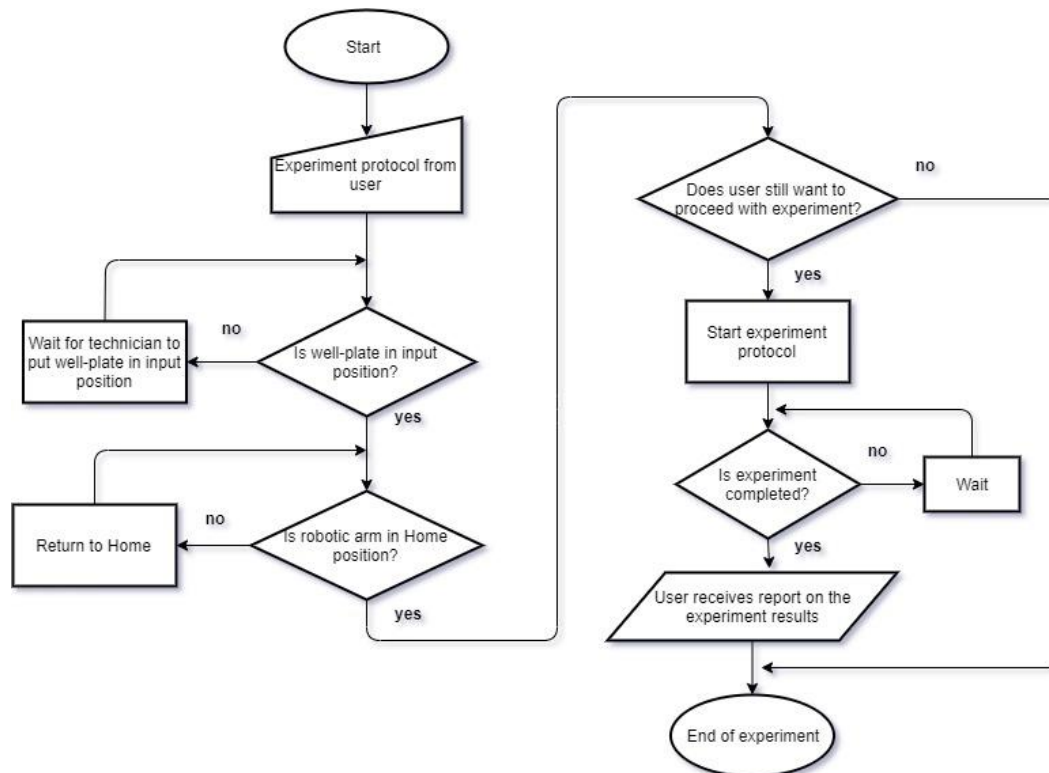 Start
Experiment protocol from
user
no
Wait for technician to
put well-plate in input
position
Is well-plate in input
position?
yes
no
Return to Home
Is robotic arm in Home
position?
yes
Does user still want to
proceed with experiment?
no
yes
Start experiment
protocol
Is experiment
completed?
no
Wait
yes
User receives report on the
experiment results
End of experiment